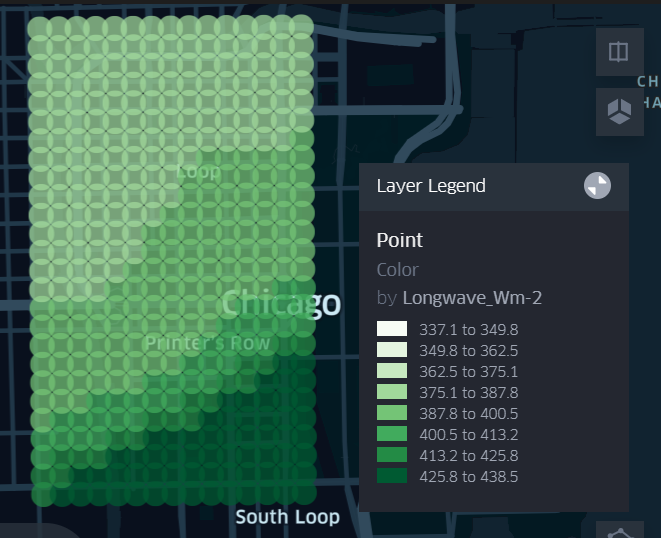 CH
HA
Loop
Layer Legend
Point
Color
by Longwave_Wm-2
Chicago
337.1 to 349.8
Printer's Row
349.8 to 362.5
362.5 to 375.1
375.1 to 387.8
387.8 to 400.5
400.5 to 413.2
413.2 to 425.8
425.8 to 438.5
South Loop